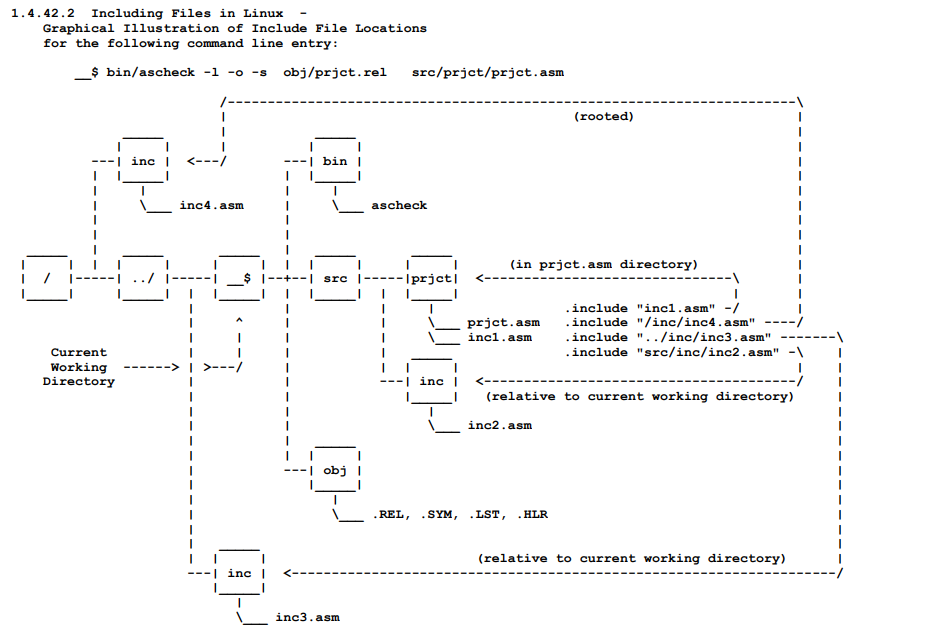 1.4.42.2 Including Files in Linux -
Graphical Illustration of Include File Locations
for the following command line entry:
__$ bin/ascheck -l -o -s obj/prjct.rel src/prjct/prjct.asm
(rooted)
inc
bin
inc4.asm
ascheck
(in prjct.asm directory)
/
../
__$
src
prjct
.include "inc1.asm"
prjct.asm .include "/inc/inc4.asm"
inc1.asm .include "../inc/inc3.asm"
.include "src/inc/inc2.asm"
Current
Working
Directory
inc
(relative to current working directory)
inc2.asm
obj
.REL, .SYM, .LST, .HLR
(relative to current working directory)
inc
inc3.asm